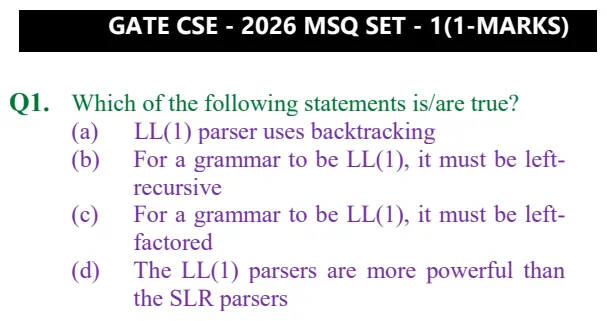 GATE CSE - 2026 MSQ SET - 1(1-MARKS)
Q1. Which of the following statements is/are true?
(a) LL(1) parser uses backtracking
(b) For a grammar to be LL(1), it must be left-
recursive
(c) For a grammar to be LL(1), it must be left-
factored
(d) The LL(1) parsers are more powerful than
the SLR parsers